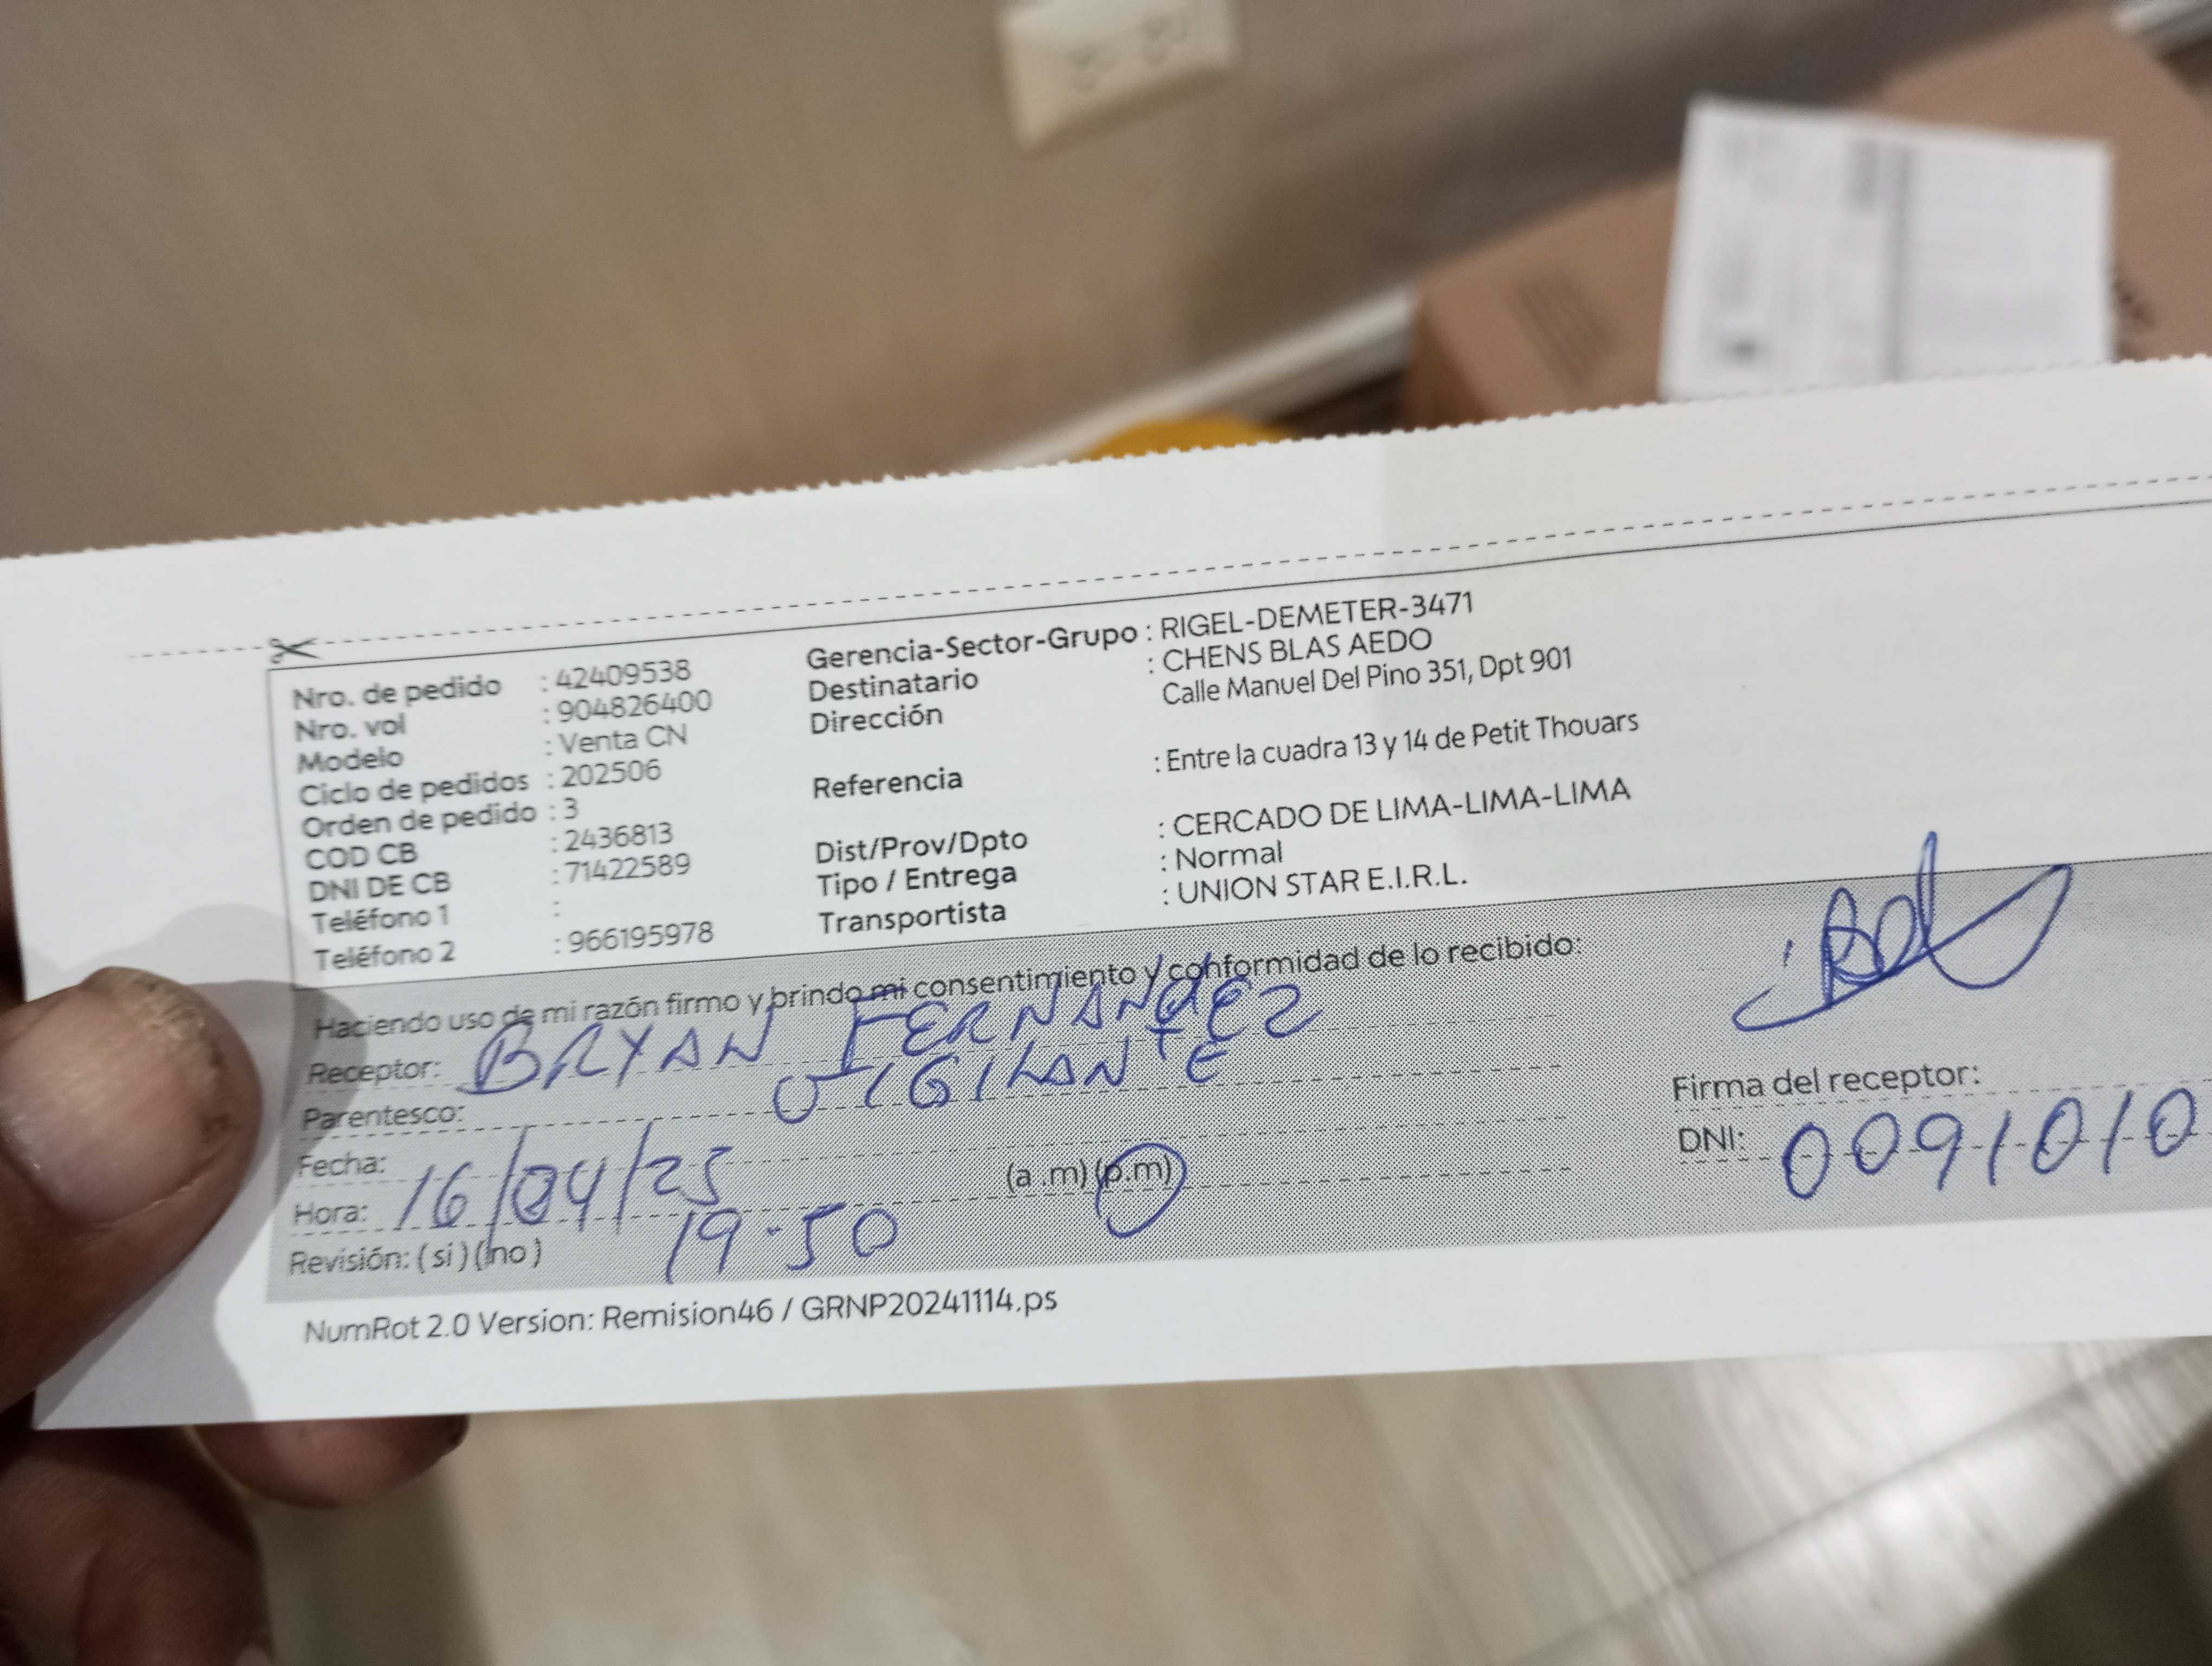 Nro. de pedido : 42409538
Nro. vol : 904826400
Modelo : Venta CN
Ciclo de pedidos : 202506
Orden de pedido : 3
COD CB : 2436813
DNI DE CB : 71422589
Teléfono 1 :
Teléfono 2 : 966195978
Gerencia-Sector-Grupo : RIGEL-DEMETER-3471
Destinatario : CHENS BLAS AEDO
Dirección Calle Manuel Del Pino 351, Dpt 901
Referencia : Entre la cuadra 13 y 14 de Petit Thouars
Dist/Prov/Dpto : CERCADO DE LIMA-LIMA-LIMA
Tipo / Entrega : Normal
Transportista : UNION STAR E.I.R.L.
Haciendo uso de mi razón firmo y brindo mi consentimiento y conformidad de lo recibido:
Receptor: BRYAN FERNANDEZ
Parentesco: VIGILANTE
Fecha: 16/04/25
Hora: 19.50 (a .m) (p.m)
Revisión: ( si ) ( no )
Firma del receptor:
DNI: 0091010
NumRot 2.0 Version: Remision46 / GRNP20241114.ps